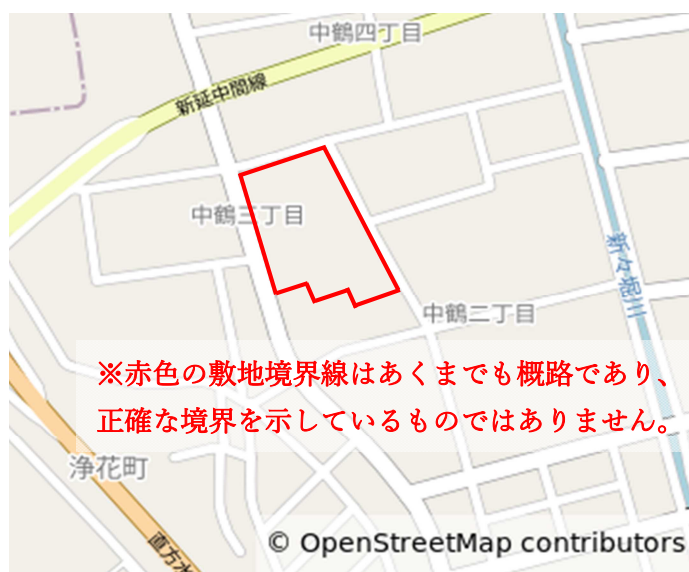 中鶴四丁目
新延中間線
中鶴三丁目
新々堀川
中鶴二丁目
※赤色の敷地境界線はあくまでも概路であり、
正確な境界を示しているものではありません。
浄花町
直方水
© OpenStreetMap contributors